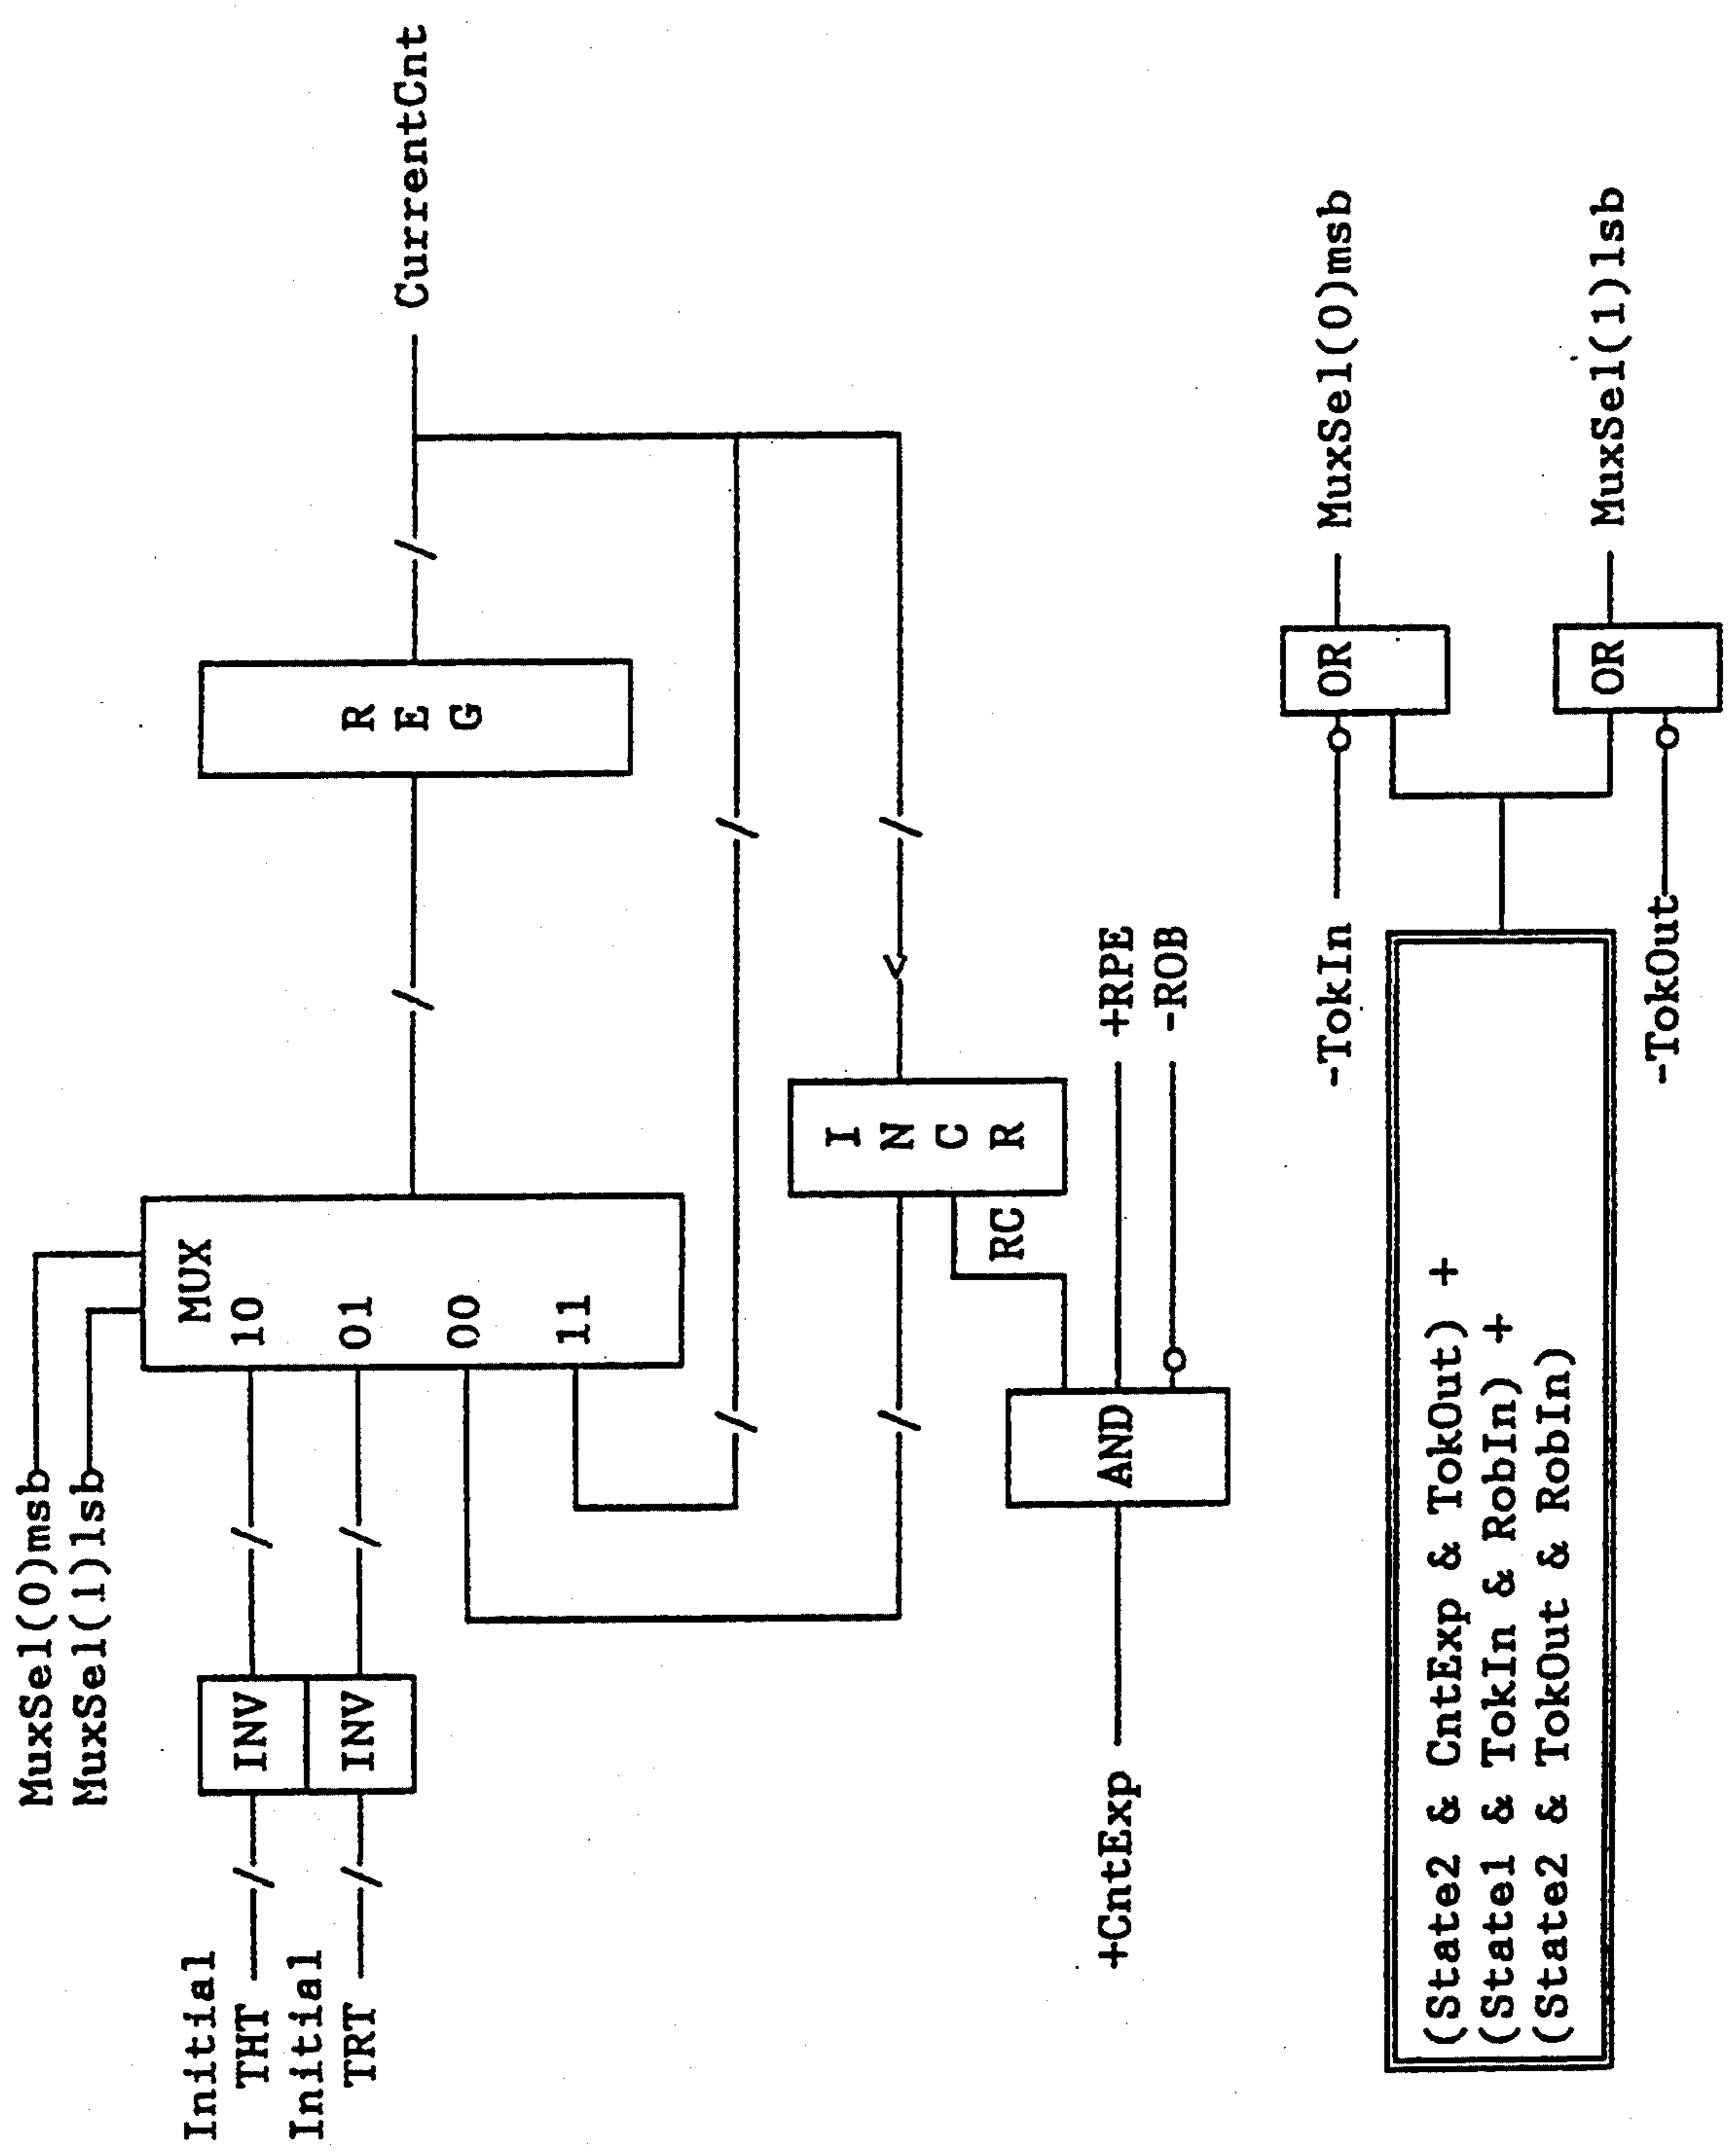 MuxSel(0)msb
MuxSel(1)lsb
Initial
THT
Initial
TRT
INV
INV
MUX
10
01
00
11
R
E
G
CurrentCnt
I
N
C
R
RC
+RPE
-ROB
AND
+CntExp
-TokIn
OR
MuxSel(0)msb
(State2 & CntExp & TokOut) +
(State1 & TokIn & RobIn) +
(State2 & TokOut & RobIn)
OR
MuxSel(1)lsb
-TokOut